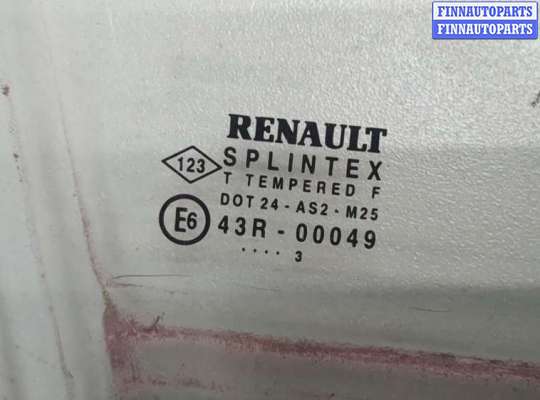 FINNAUTOPARTS
FINNAUTOPARTS
RENAULT
123
SPLINTEX
T TEMPERED F
DOT 24 - AS2 - M25
E6
43R - 00049
.... 3